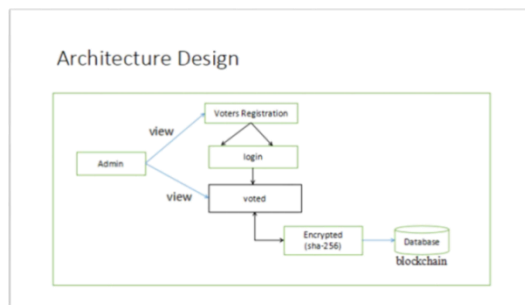 Architecture Design
Voters Registration
view
Admin
login
view
voted
Encrypted
(sha-256)
Database
blockchain